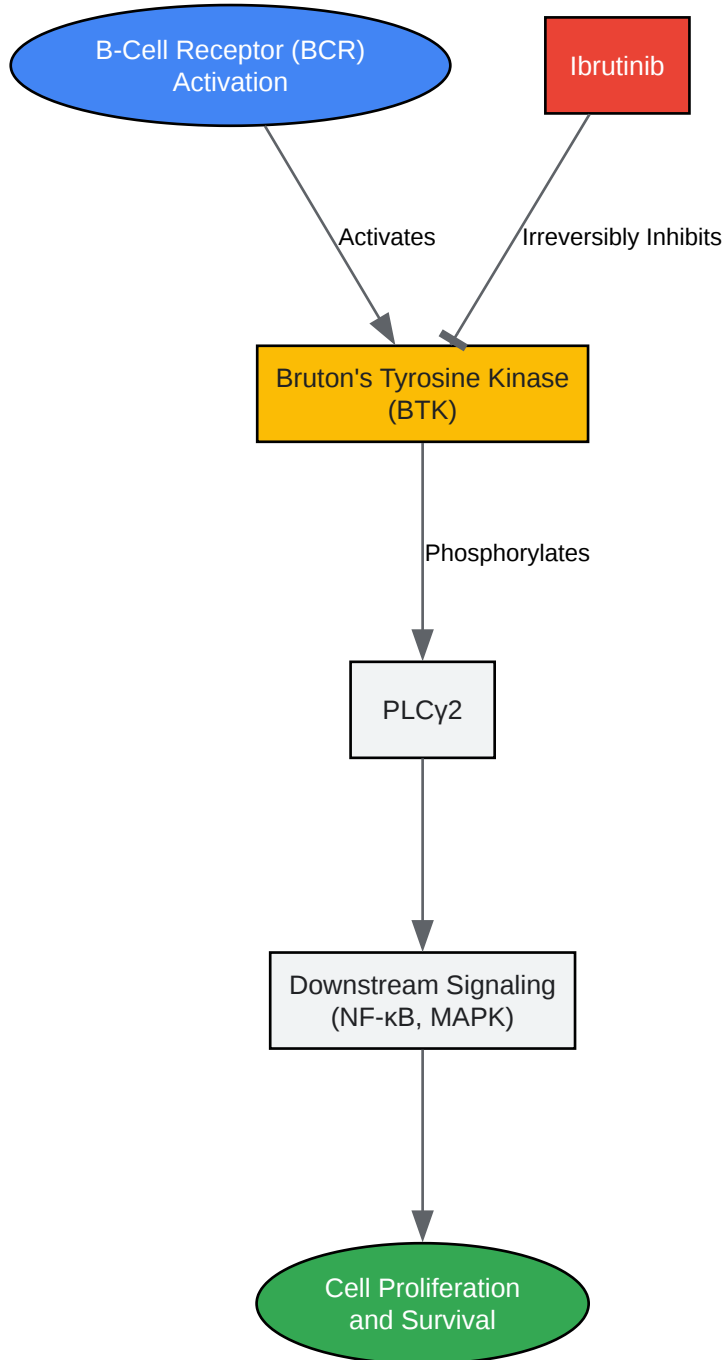 B-Cell Receptor (BCR)
Activation
Ibrutinib
Activates
Irreversibly Inhibits
Bruton's Tyrosine Kinase
(BTK)
Phosphorylates
PLCγ2
Downstream Signaling
(NF-κB, MAPK)
Cell Proliferation
and Survival